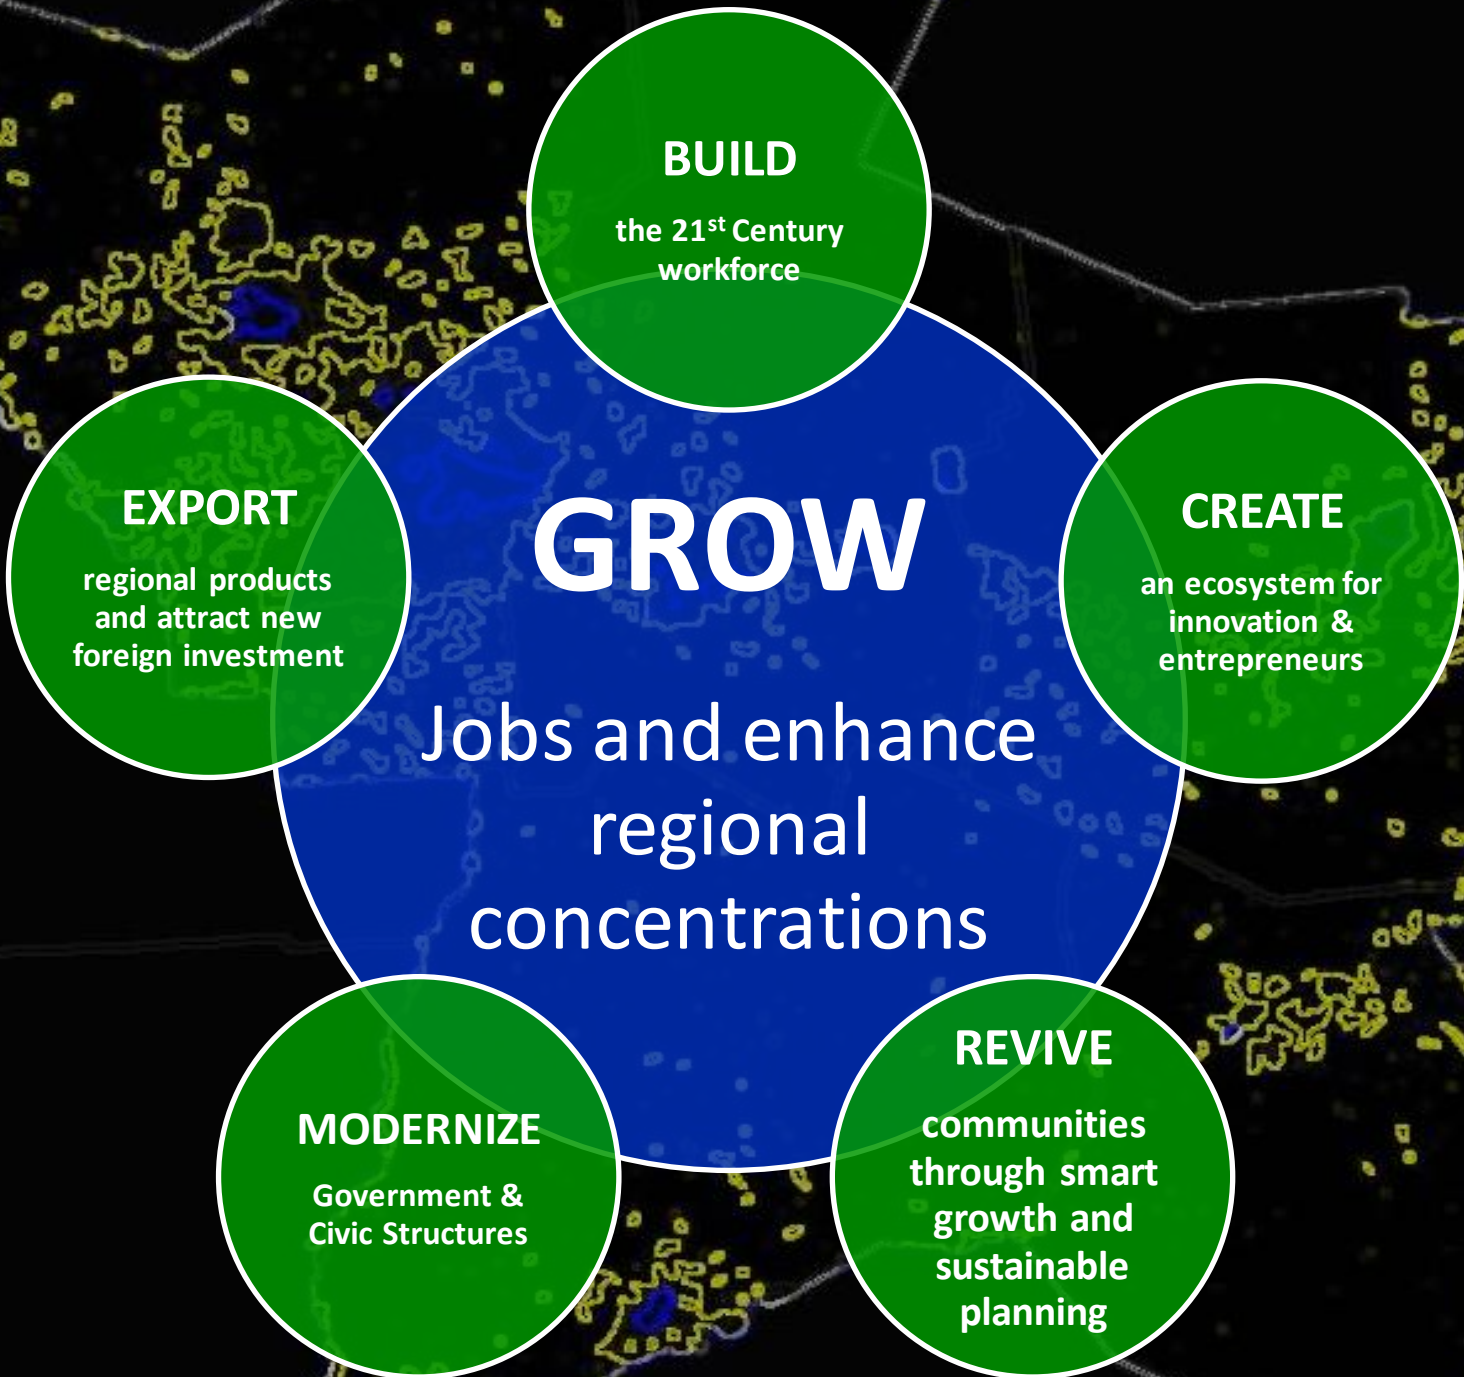 BUILD
the 21st Century
workforce
EXPORT
regional products
and attract new
foreign investment
GROW
Jobs and enhance
regional
concentrations
CREATE
an ecosystem for
innovation &
entrepreneurs
MODERNIZE
Government &
Civic Structures
REVIVE
communities
through smart
growth and
sustainable
planning